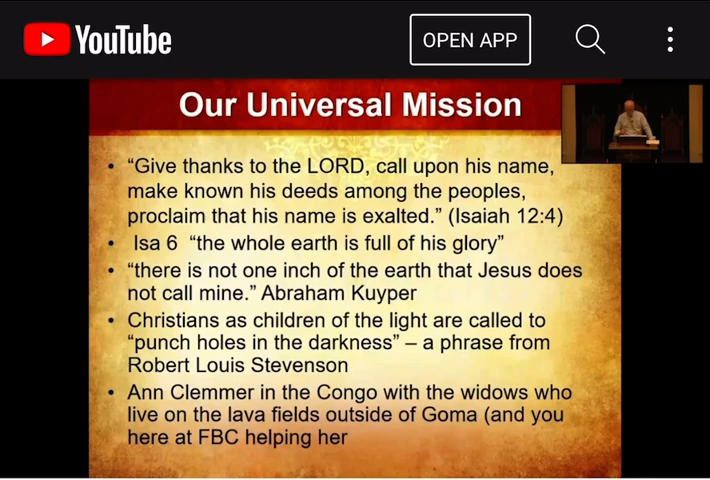 YouTube
OPEN APP
Our Universal Mission
• “Give thanks to the LORD, call upon his name,
make known his deeds among the peoples,
proclaim that his name is exalted.” (Isaiah 12:4)
• Isa 6 “the whole earth is full of his glory”
• “there is not one inch of the earth that Jesus does
not call mine.” Abraham Kuyper
• Christians as children of the light are called to
“punch holes in the darkness” – a phrase from
Robert Louis Stevenson
• Ann Clemmer in the Congo with the widows who
live on the lava fields outside of Goma (and you
here at FBC helping her